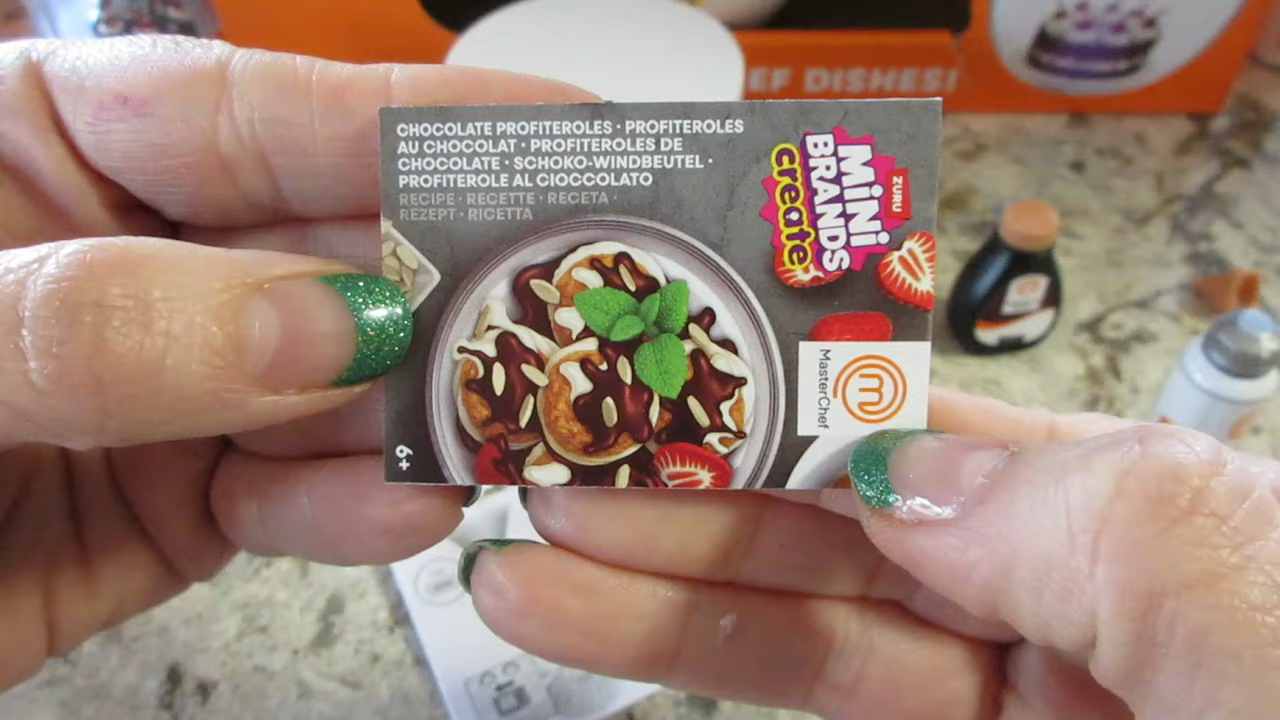 EF DISHES!
CHOCOLATE PROFITEROLES · PROFITEROLES
AU CHOCOLAT · PROFITEROLES DE
CHOCOLATE · SCHOKO-WINDBEUTEL ·
PROFITEROLE AL CIOCCOLATO
RECIPE · RECETTE · RECETA ·
REZEPT · RICETTA
ZURU
MiNi
BRANDS
create
MasterChef
6+